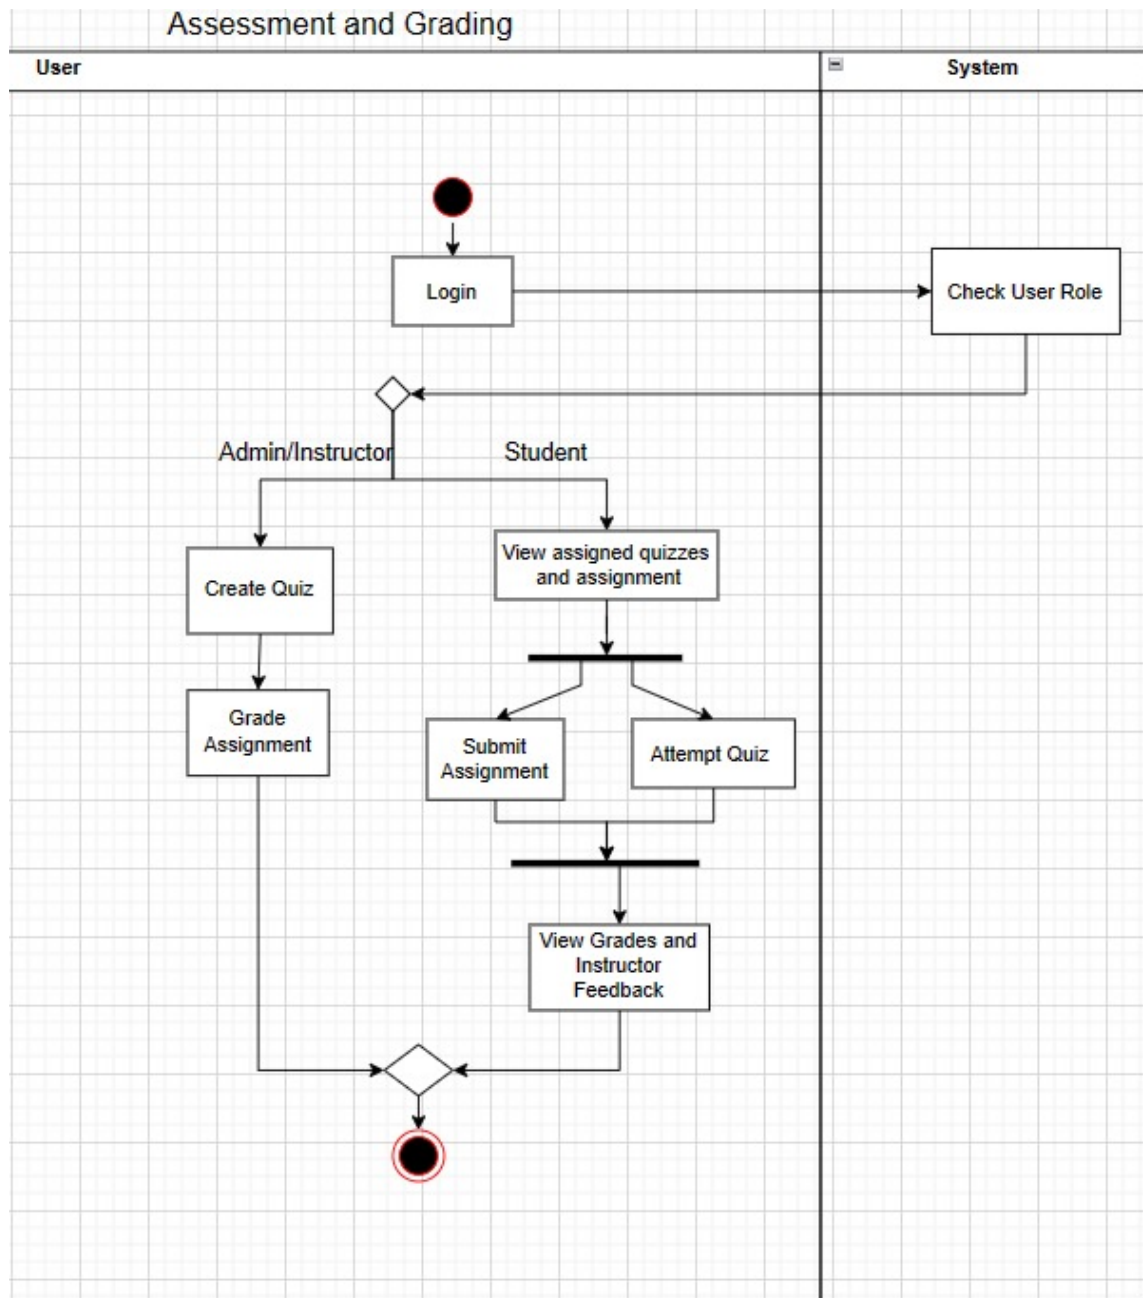 Assessment and Grading
User
System
Login
Check User Role
Admin/Instructor
Student
View assigned quizzes
and assignment
Create Quiz
Grade
Assignment
Submit
Assignment
Attempt Quiz
View Grades and
Instructor
Feedback